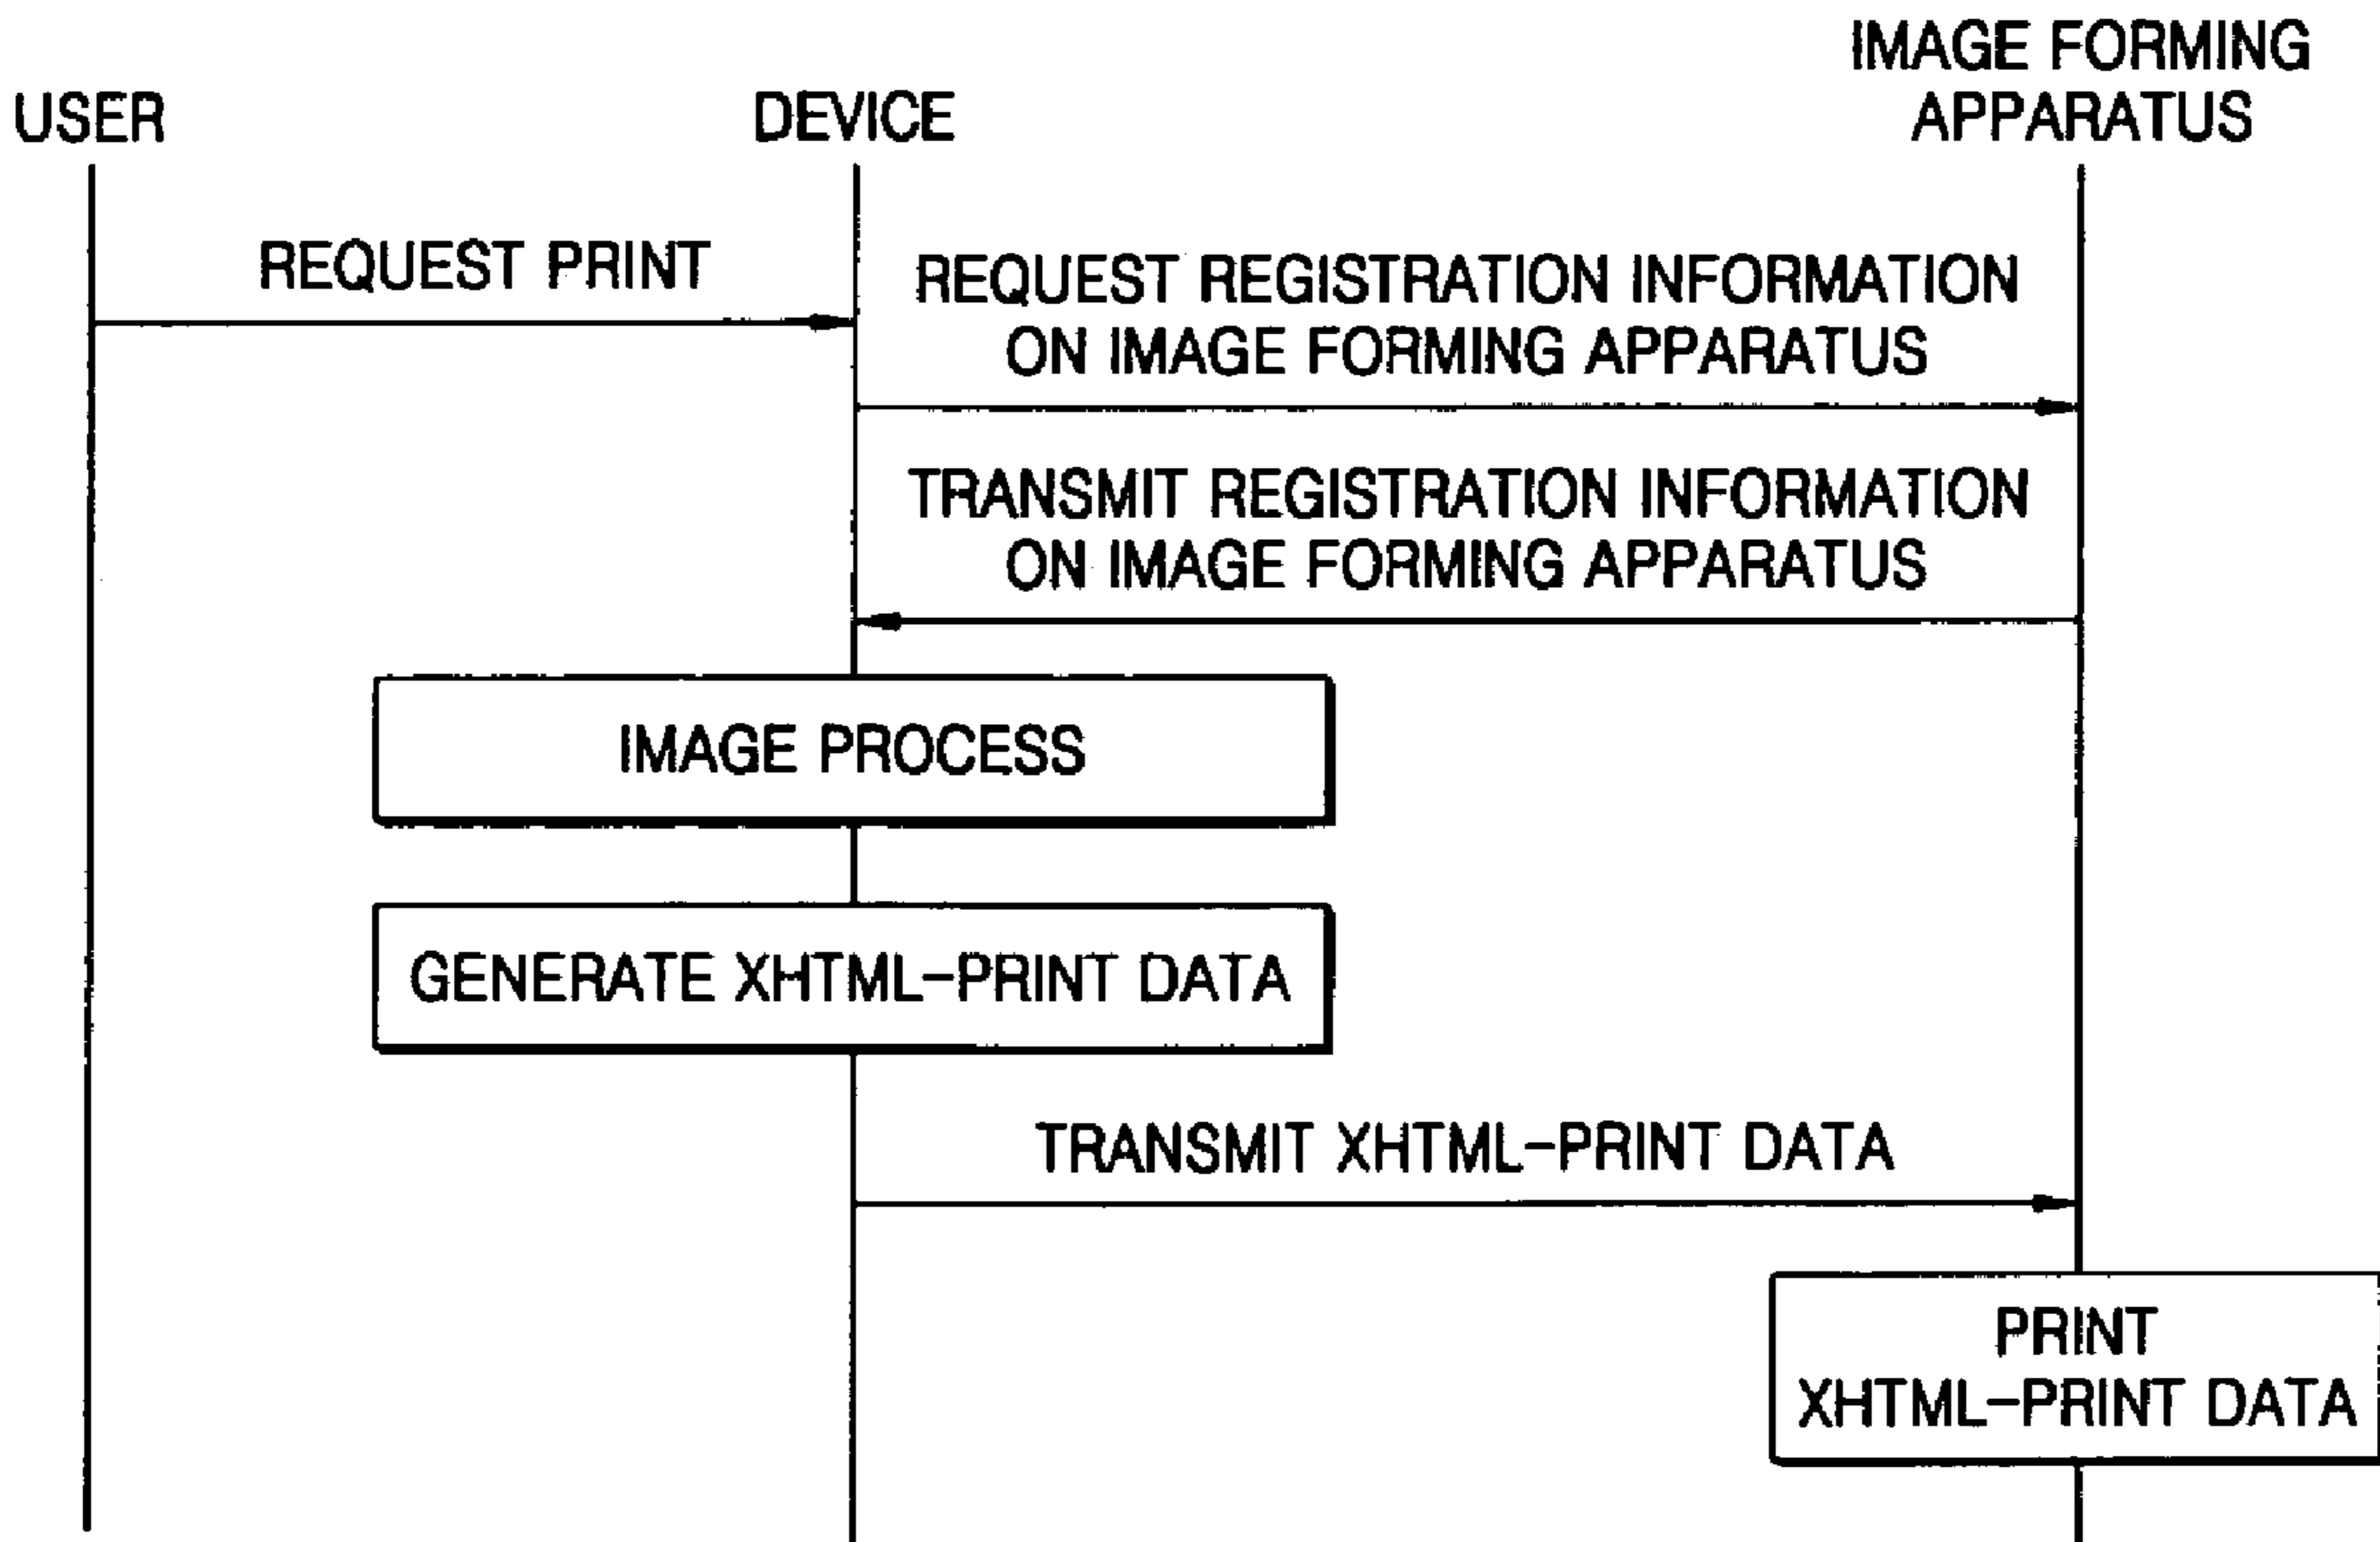 USER
DEVICE
IMAGE FORMING
APPARATUS
REQUEST PRINT
REQUEST REGISTRATION INFORMATION
ON IMAGE FORMING APPARATUS
TRANSMIT REGISTRATION INFORMATION
ON IMAGE FORMING APPARATUS
IMAGE PROCESS
GENERATE XHTML-PRINT DATA
TRANSMIT XHTML-PRINT DATA
PRINT
XHTML-PRINT DATA